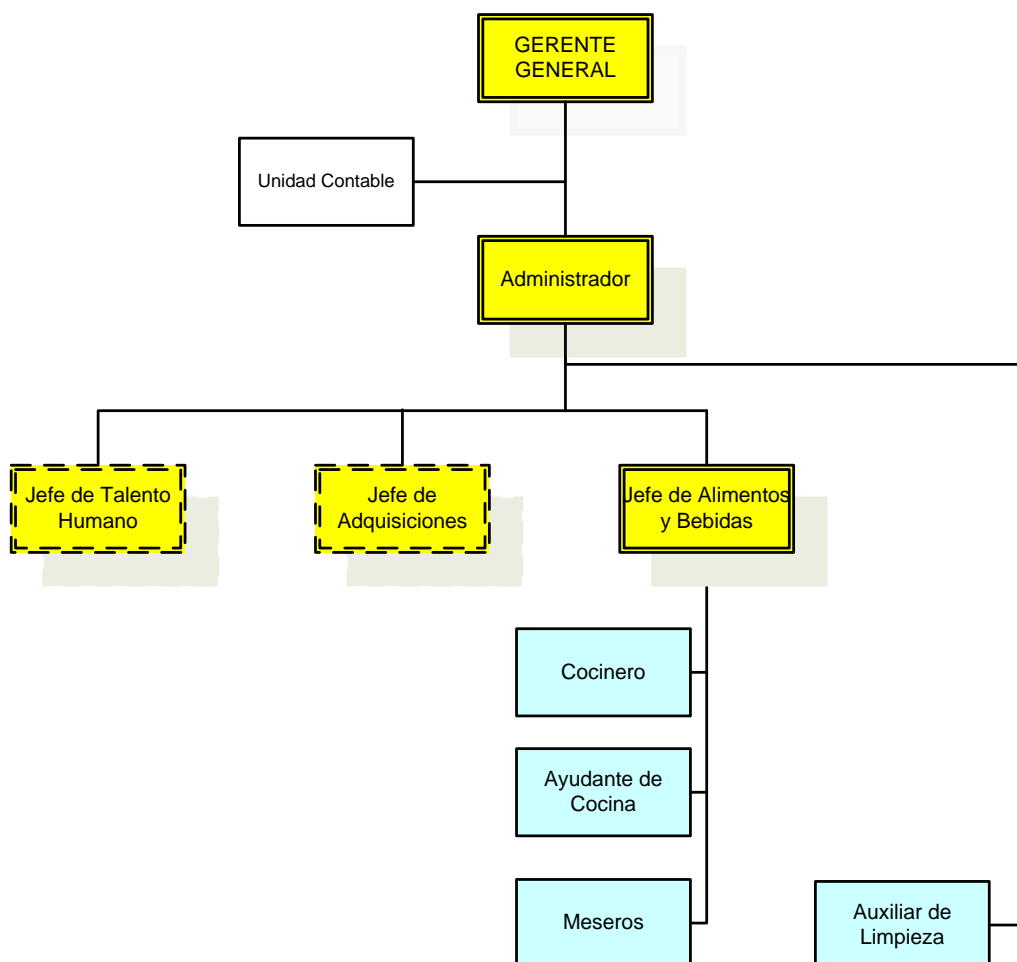 GERENTE
GENERAL
Unidad Contable
Administrador
Jefe de Talento
Humano
Jefe de
Adquisiciones
Jefe de Alimentos
y Bebidas
Cocinero
Ayudante de
Cocina
Meseros
Auxiliar de
Limpieza